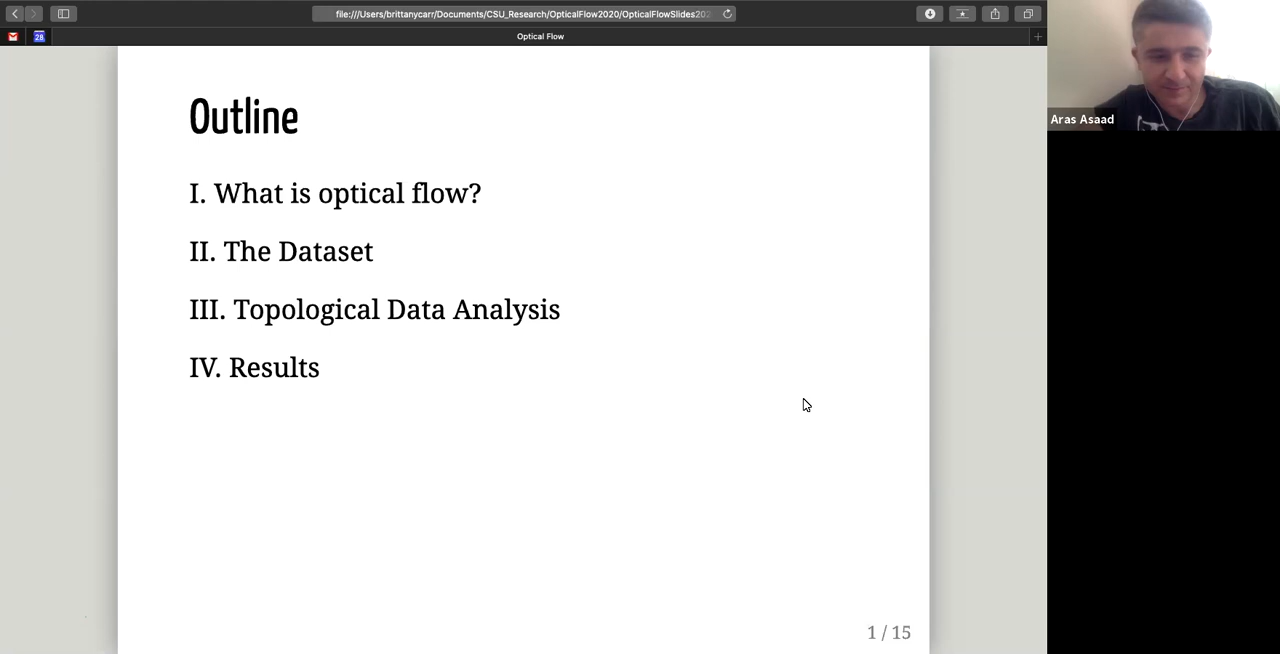 file:///Users/brittanycarr/Documents/CSU_Research/OpticalFlow2020/OpticalFlowSlides202
28
Optical Flow
Aras Asaad
Outline
I. What is optical flow?
II. The Dataset
III. Topological Data Analysis
IV. Results
1 / 15